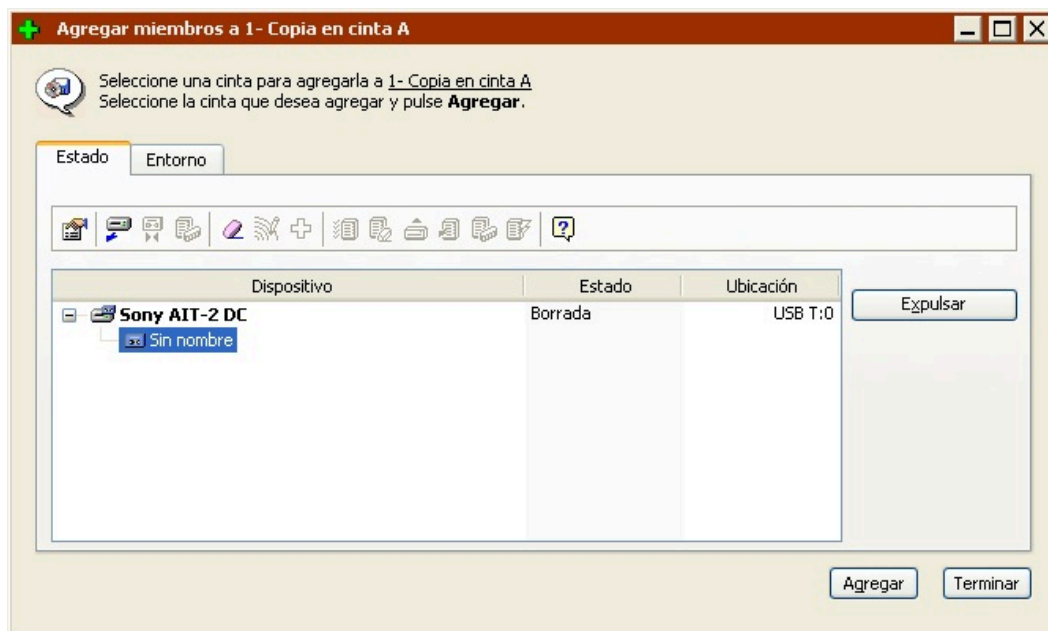 Agregar miembros a 1- Copia en cinta A
Seleccione una cinta para agregarla a 1- Copia en cinta A
Seleccione la cinta que desea agregar y pulse Agregar.
Estado Entorno
Dispositivo Estado Ubicación
Sony AIT-2 DC Borrada USB T:0
Expulsar
Sin nombre
Agregar Terminar